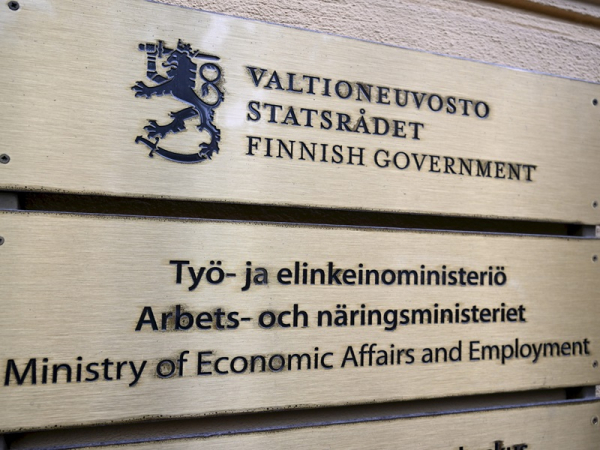 VALTIONEUVOSTO
STATSRÅDET
FINNISH GOVERNMENT
Työ- ja elinkeinoministeriö
Arbets- och näringsministeriet
Ministry of Economic Affairs and Employment